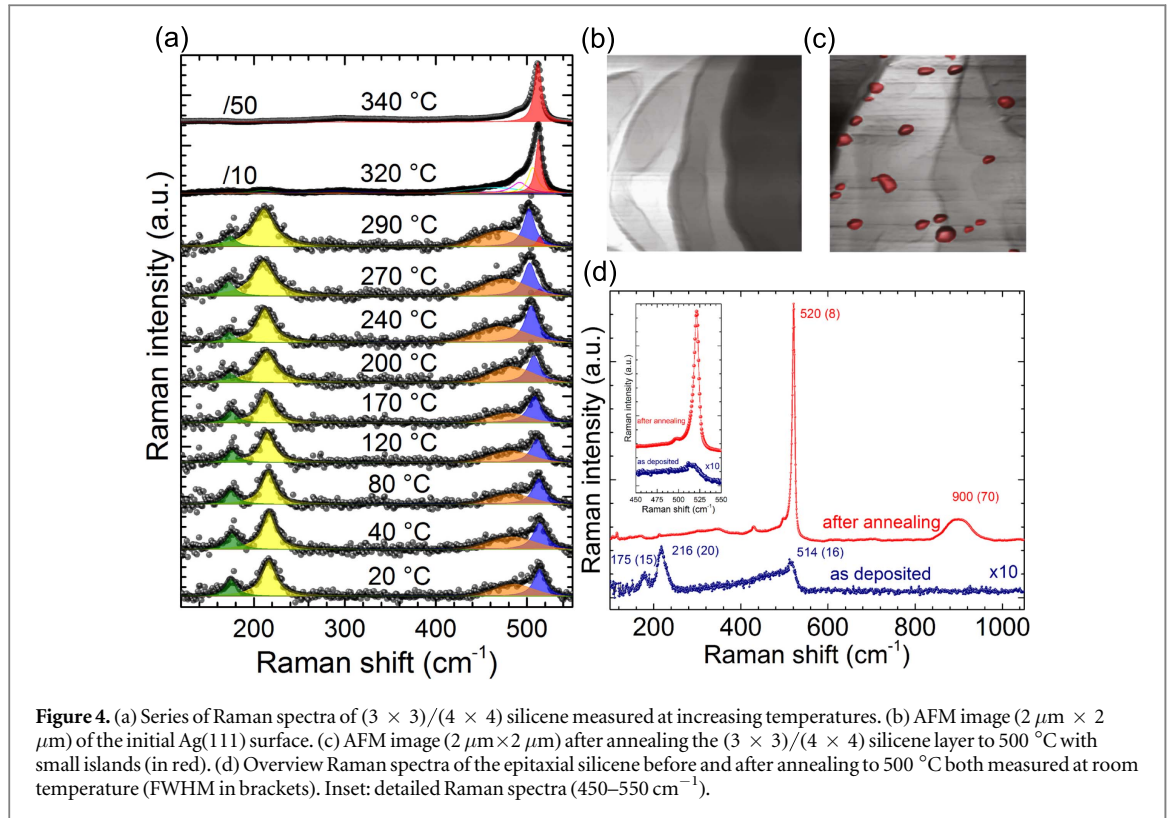 (a)
/50 340 °C
/10 320 °C
290 °C
270 °C
240 °C
200 °C
170 °C
120 °C
80 °C
40 °C
20 °C
Raman intensity (a.u.)
200 300 400 500
Raman shift (cm-1)
(b)
(c)
(d)
Raman intensity (a.u.)
520 (8)
900 (70)
after annealing
175 (15) 216 (20) 514 (16)
as deposited x10
200 400 600 800 1000
Raman shift (cm-1)
Raman intensity (a.u.)
after annealing
as deposited x10
450 475 500 525 550
Raman shift (cm-1)
Figure 4. (a) Series of Raman spectra of (3 × 3)/(4 × 4) silicene measured at increasing temperatures. (b) AFM image (2 μm × 2
μm) of the initial Ag(111) surface. (c) AFM image (2 μm×2 μm) after annealing the (3 × 3)/(4 × 4) silicene layer to 500 °C with
small islands (in red). (d) Overview Raman spectra of the epitaxial silicene before and after annealing to 500 °C both measured at room
temperature (FWHM in brackets). Inset: detailed Raman spectra (450–550 cm−1).